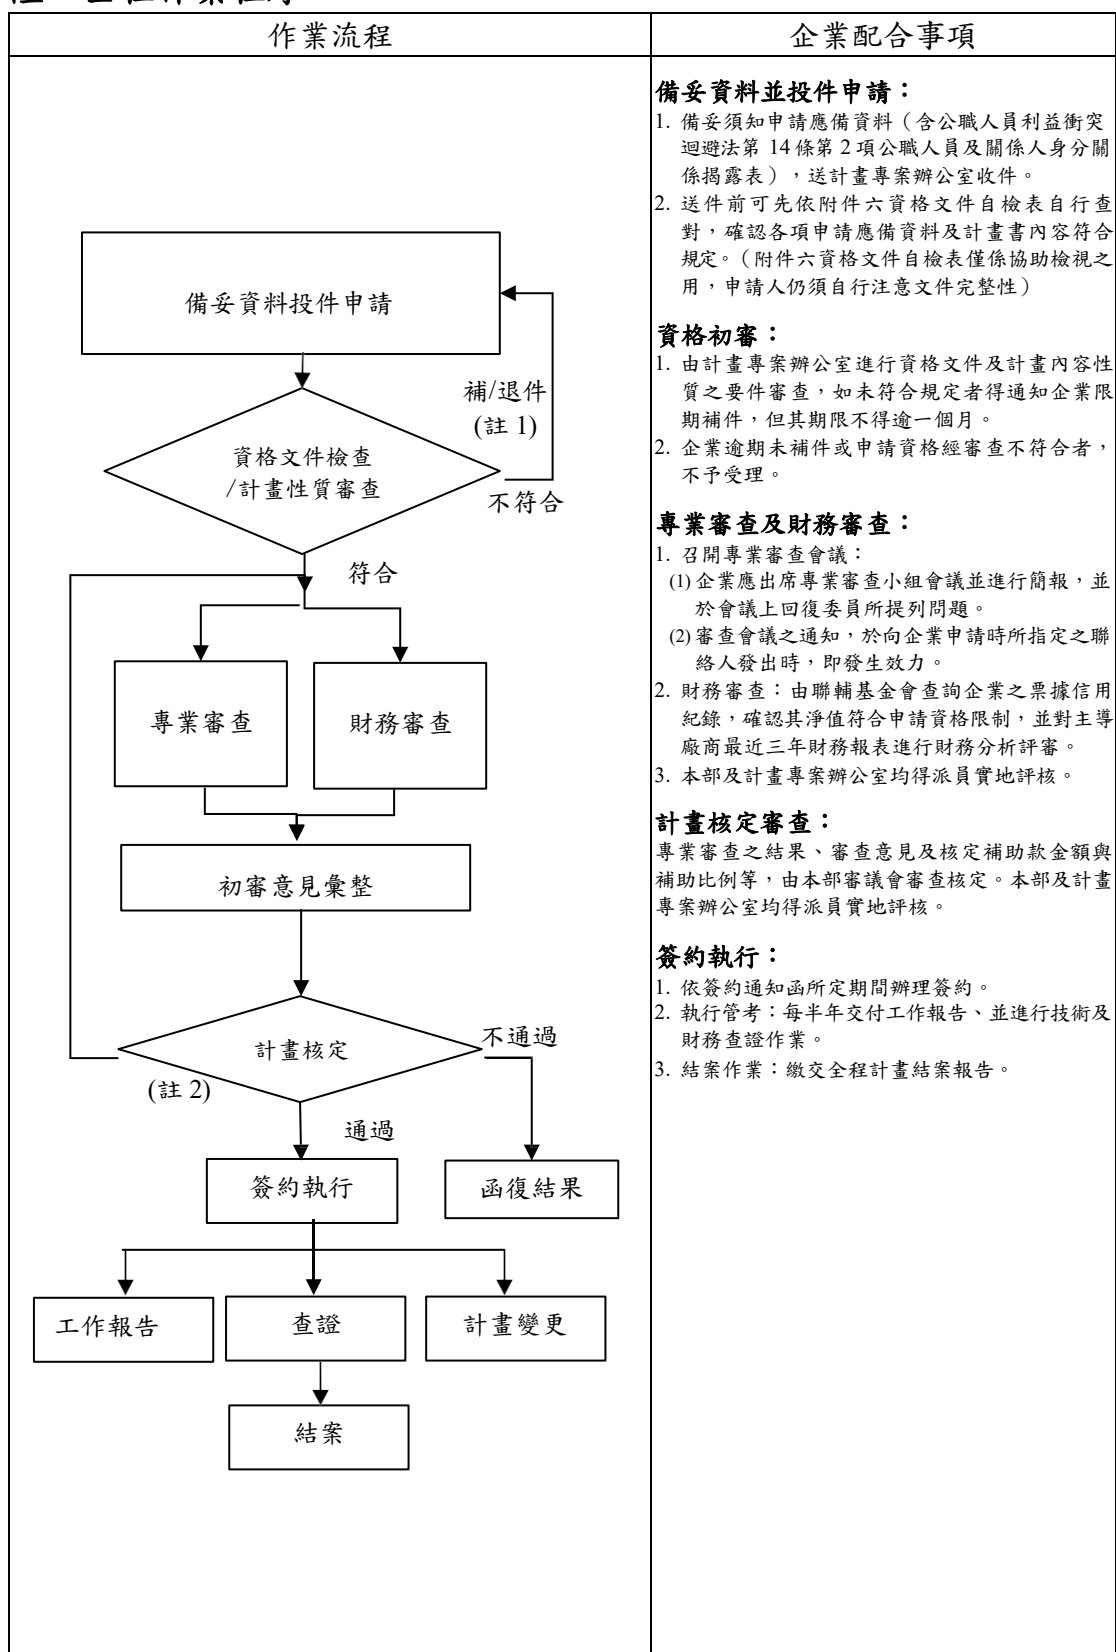 作業流程
企業配合事項
備妥資料投件申請
補/退件
(註 1)
資格文件檢查
/計畫性質審查
不符合
符合
專業審查
財務審查
初審意見彙整
計畫核定
不通過
(註 2)
通過
簽約執行
函復結果
工作報告
查證
計畫變更
結案
備妥資料並投件申請：
1. 備妥須知申請應備資料（含公職人員利益衝突
迴避法第 14 條第 2 項公職人員及關係人身分關
係揭露表），送計畫專案辦公室收件。
2. 送件前可先依附件六資格文件自檢表自行查
對，確認各項申請應備資料及計畫書內容符合
規定。（附件六資格文件自檢表僅係協助檢視之
用，申請人仍須自行注意文件完整性）
資格初審：
1. 由計畫專案辦公室進行資格文件及計畫內容性
質之要件審查，如未符合規定者得通知企業限
期補件，但其期限不得逾一個月。
2. 企業逾期未補件或申請資格經審查不符合者，
不予受理。
專業審查及財務審查：
1. 召開專業審查會議：
(1) 企業應出席專業審查小組會議並進行簡報，並
於會議上回復委員所提列問題。
(2) 審查會議之通知，於向企業申請時所指定之聯
絡人發出時，即發生效力。
2. 財務審查：由聯輔基金會查詢企業之票據信用
紀錄，確認其淨值符合申請資格限制，並對主導
廠商最近三年財務報表進行財務分析評審。
3. 本部及計畫專案辦公室均得派員實地評核。
計畫核定審查：
專業審查之結果、審查意見及核定補助款金額與
補助比例等，由本部審議會審查核定。本部及計畫
專案辦公室均得派員實地評核。
簽約執行：
1. 依簽約通知函所定期間辦理簽約。
2. 執行管考：每半年交付工作報告、並進行技術及
財務查證作業。
3. 結案作業：繳交全程計畫結案報告。